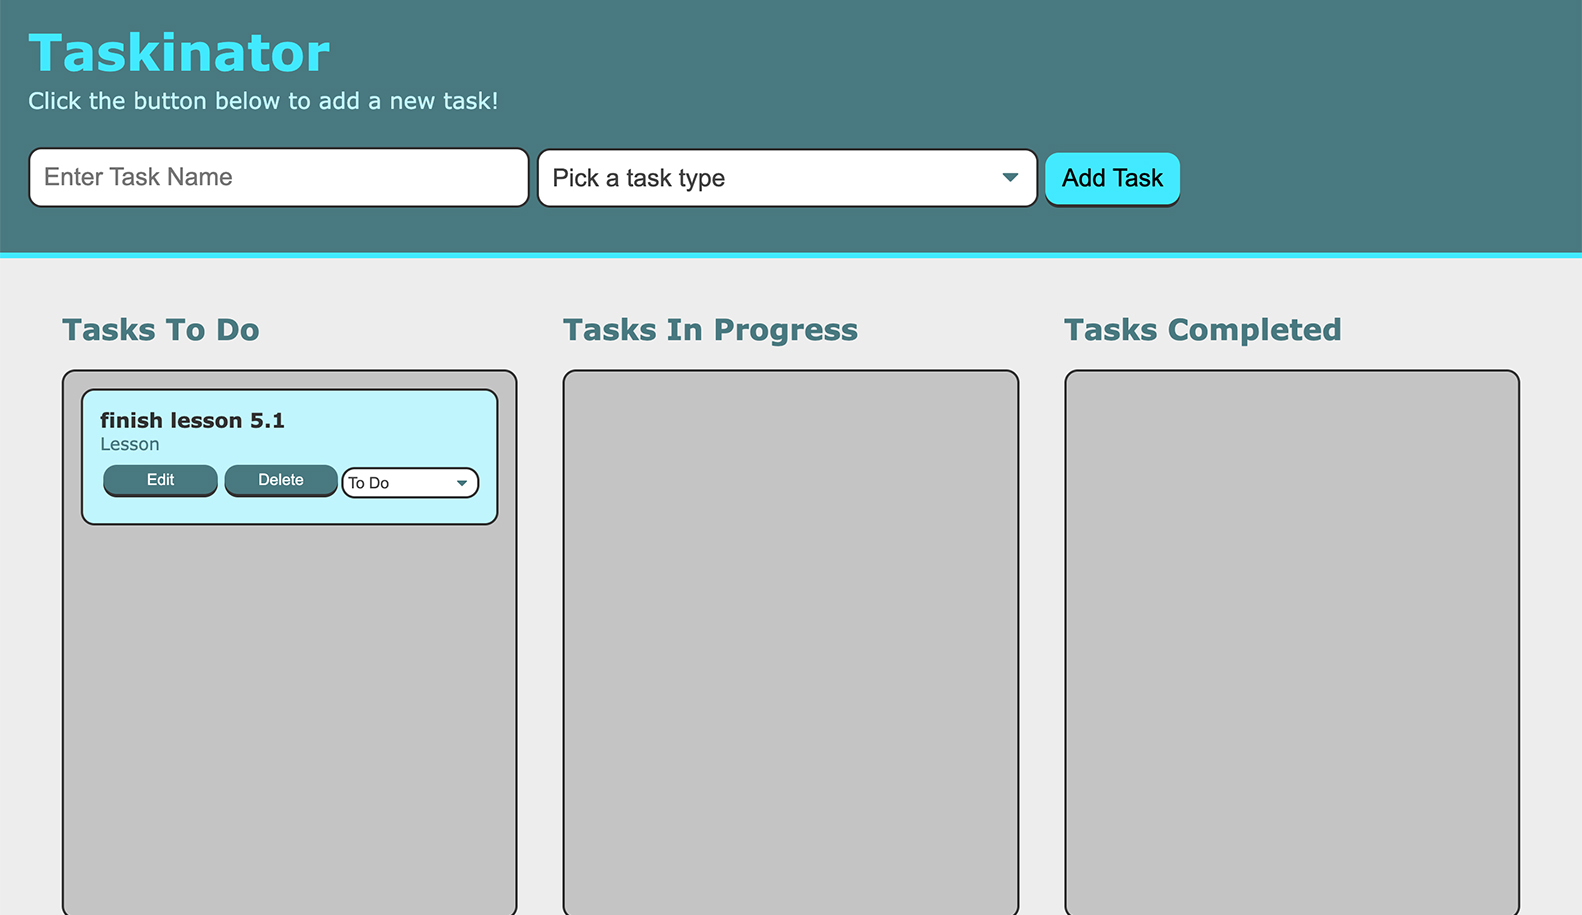 Taskinator
Click the button below to add a new task!
Enter Task Name
Pick a task type
Add Task
Tasks To Do
Tasks In Progress
Tasks Completed
finish lesson 5.1
Lesson
Edit
Delete
To Do